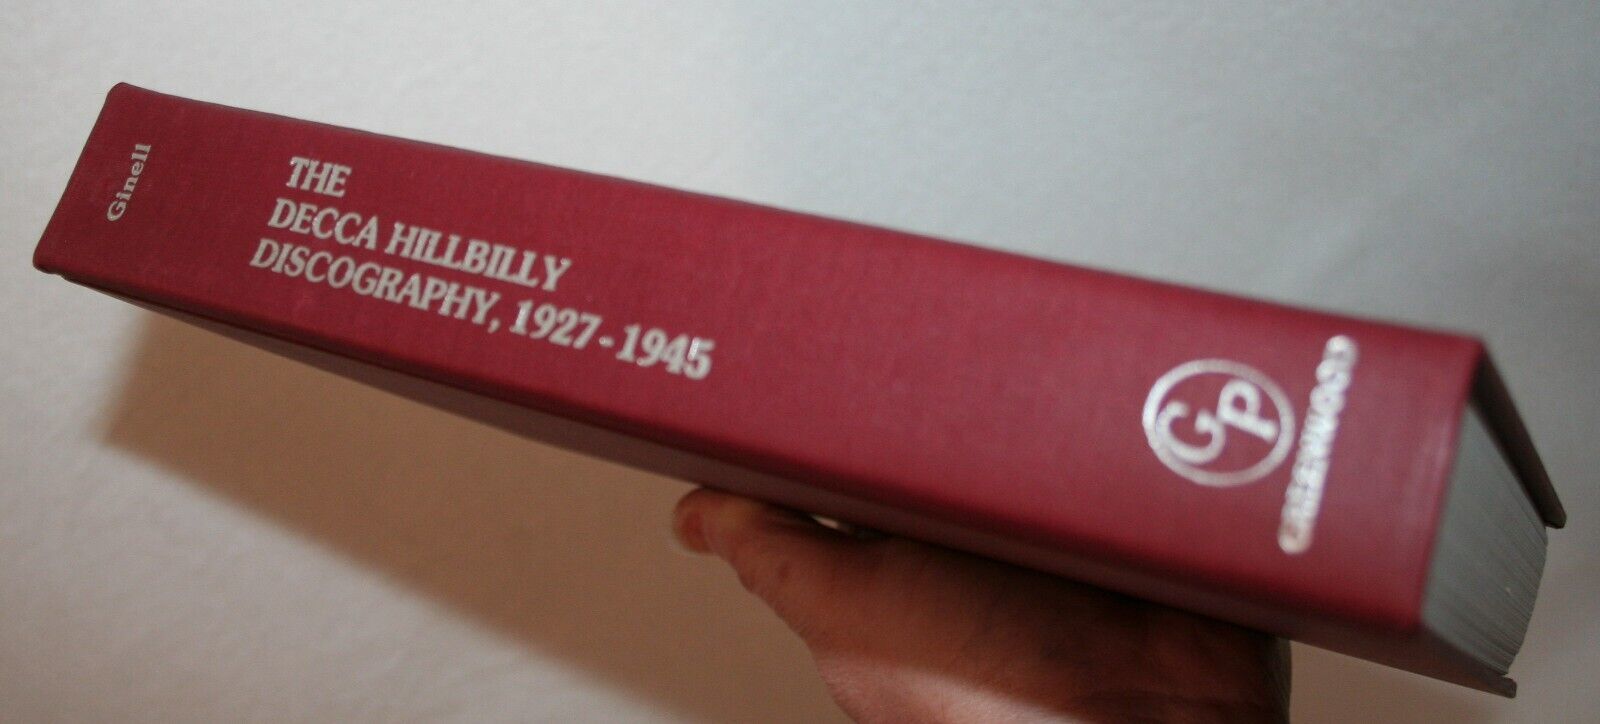 Ginell
THE
DECCA HILLBILLY
DISCOGRAPHY, 1927-1945
GP
GREENWOOD